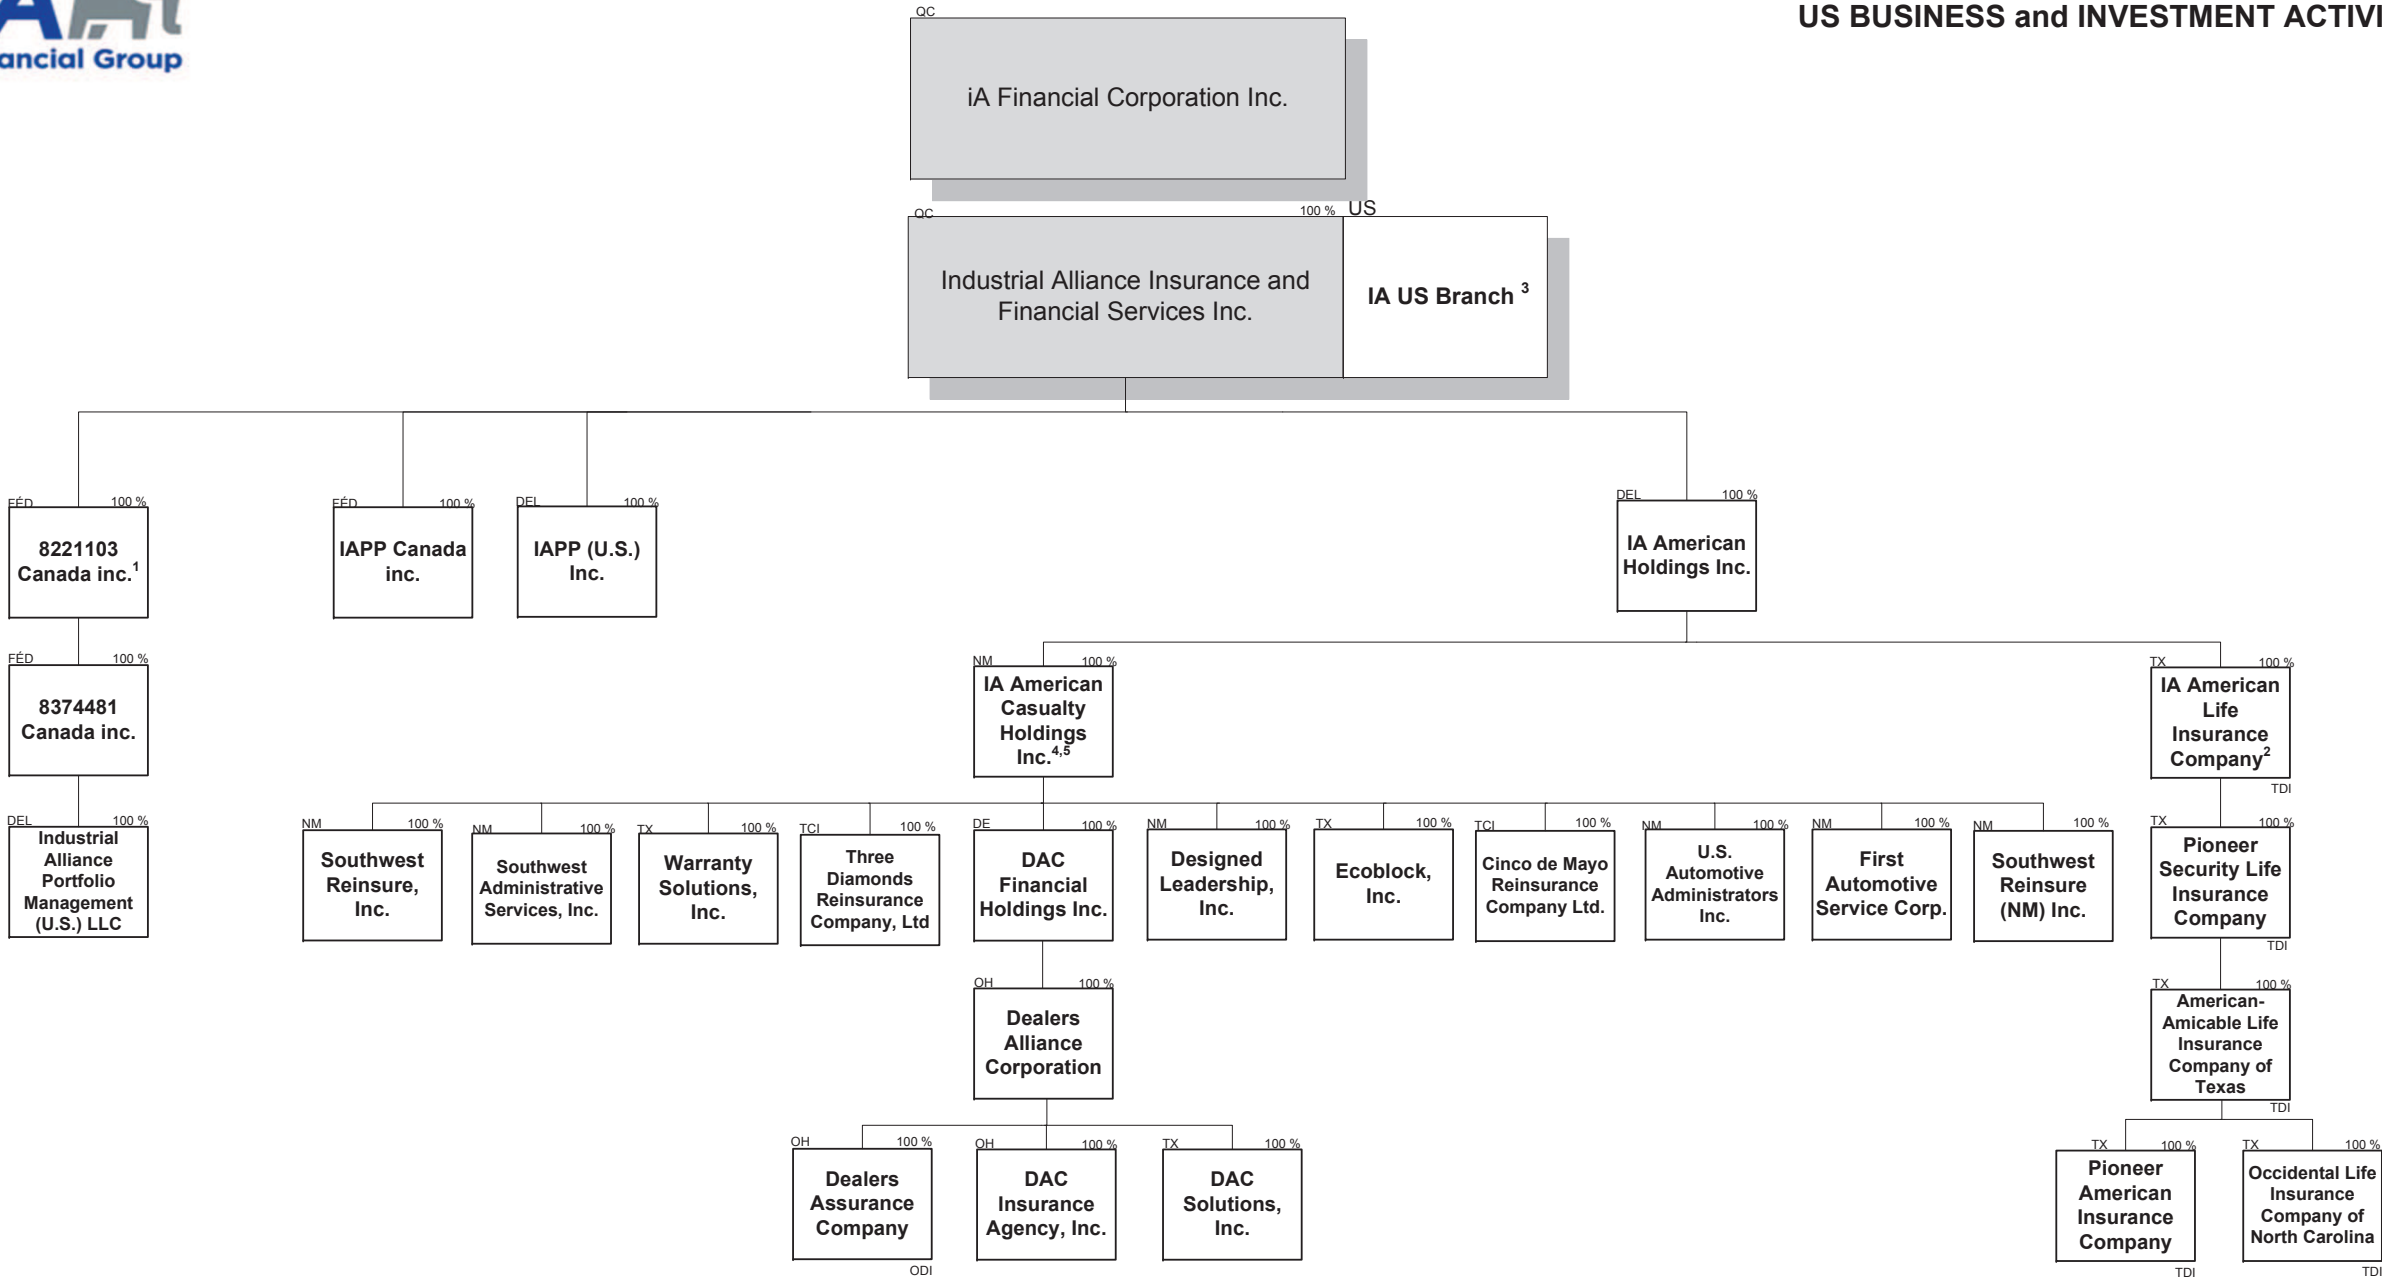 US BUSINESS and INVESTMENT
Financial Group
QC
iA Financial Corporation Inc.
QC 100 % US
Industrial Alliance Insurance and
Financial Services Inc.
IA US Branch 3
FÉD 100 %
8221103
Canada inc.1
FÉD 100 %
IAPP Canada
inc.
DEL 100 %
IAPP (U.S.)
Inc.
DEL 100 %
IA American
Holdings Inc.
FÉD 100 %
8374481
Canada inc.
NM 100 %
IA American
Casualty
Holdings
Inc.4,5
TX 100 %
IA American
Life
Insurance
Company2
TDI
DEL 100 %
Industrial
Alliance
Portfolio
Management
(U.S.) LLC
NM 100 %
Southwest
Reinsure,
Inc.
NM 100 %
Southwest
Administrative
Services, Inc.
TX 100 %
Warranty
Solutions,
Inc.
TCI 100 %
Three
Diamonds
Reinsurance
Company, Ltd
DE 100 %
DAC
Financial
Holdings Inc.
NM 100 %
Designed
Leadership,
Inc.
TX 100 %
Ecoblock,
Inc.
TCI 100 %
Cinco de Mayo
Reinsurance
Company Ltd.
NM 100 %
U.S.
Automotive
Administrators
Inc.
NM 100 %
First
Automotive
Service Corp.
NM 100 %
Southwest
Reinsure
(NM) Inc.
TX 100 %
Pioneer
Security Life
Insurance
Company
TDI
OH 100 %
Dealers
Alliance
Corporation
TX 100 %
American-
Amicable Life
Insurance
Company of
Texas
TDI
OH 100 %
Dealers
Assurance
Company
ODI
OH 100 %
DAC
Insurance
Agency, Inc.
TX 100 %
DAC
Solutions,
Inc.
TX 100 %
Pioneer
American
Insurance
Company
TDI
TX 100 %
Occidental Life
Insurance
Company of
North Carolina
TDI